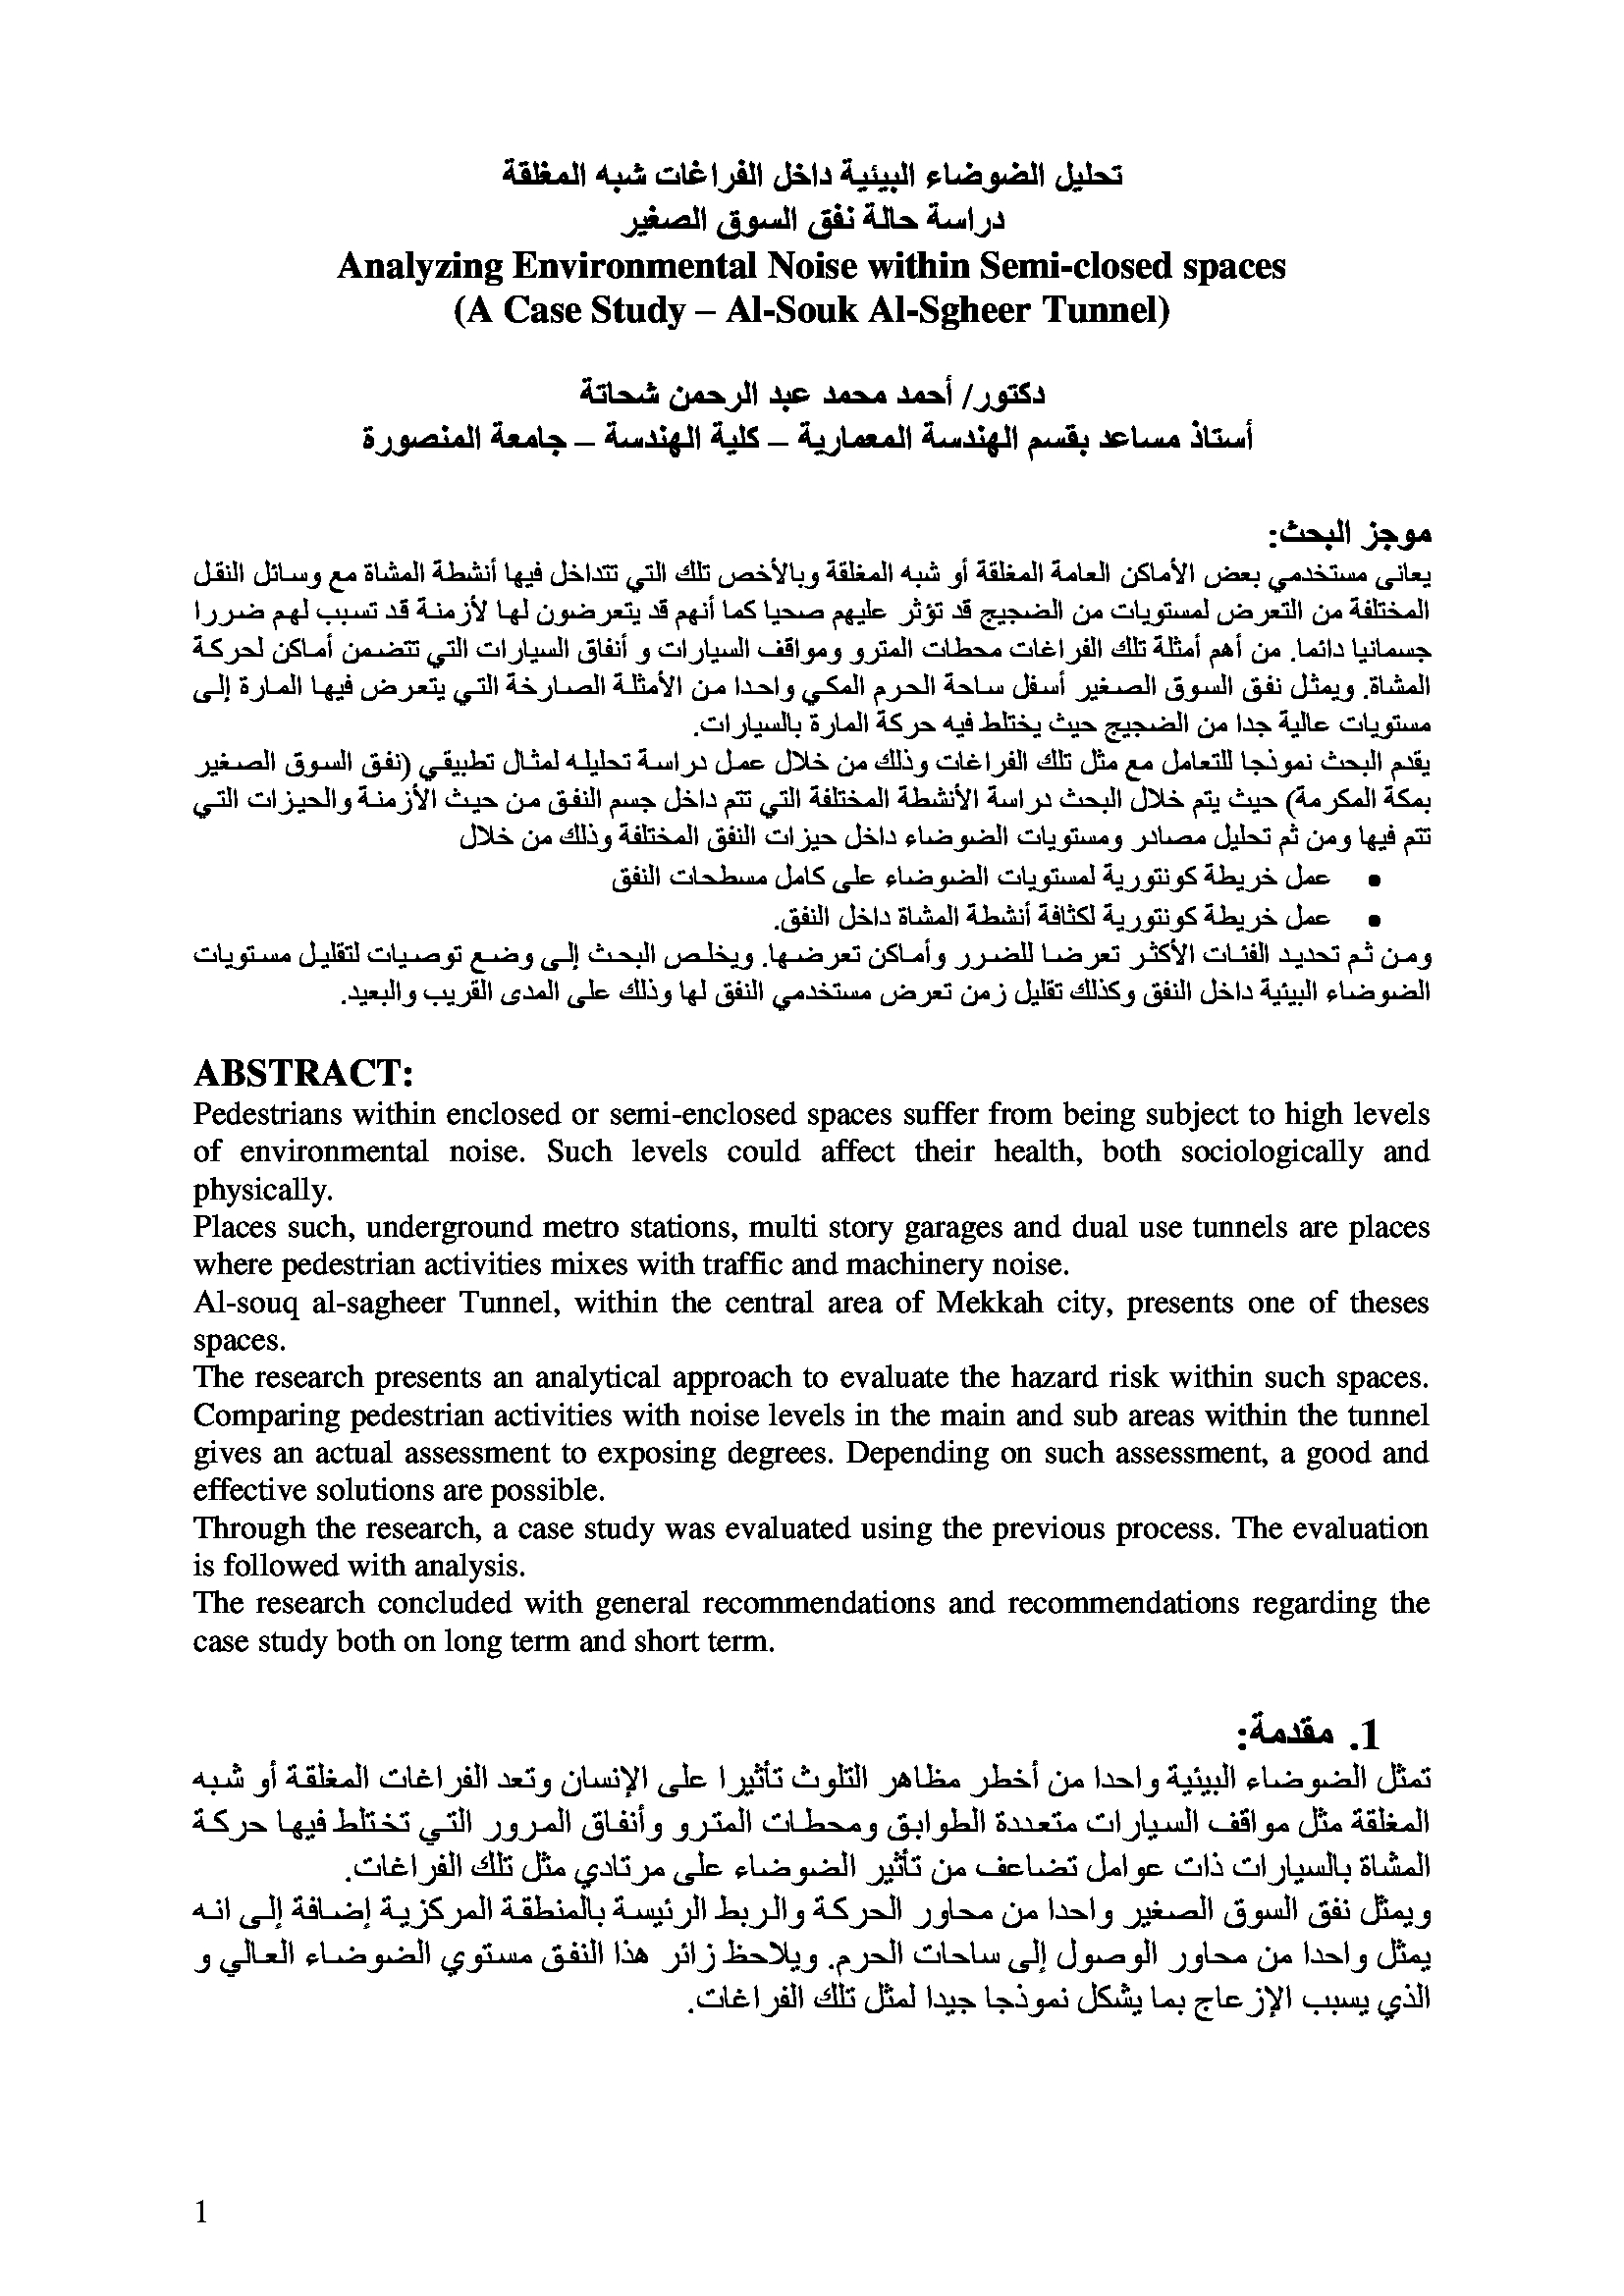 تحليل الضوضاء البيئية داخل الفراغات شبه المغلقة
دراسة حالة نفق السوق الصغير
Analyzing Environmental Noise within Semi-closed spaces
(A Case Study – Al-Souk Al-Sgheer Tunnel)
دكتور/ أحمد محمد عبد الرحمن شحاتة
أستاذ مساعد بقسم الهندسة المعمارية – كلية الهندسة – جامعة المنصورة
موجز البحث:
يعانى مستخدمي بعض الأماكن العامة المغلقة أو شبه المغلقة وبالأخص تلك التي تتداخل فيها أنشطة المشاة مع وسائل النقل
المختلفة من التعرض لمستويات من الضجيج قد تؤثر عليهم صحيا كما أنهم قد يتعرضون لها لأزمنة قد تسبب لهم ضررا
جسمانيا دائما. من أهم أمثلة تلك الفراغات محطات المترو ومواقف السيارات و أنفاق السيارات التي تتضمن أماكن لحركة
المشاة. ويمثل نفق السوق الصغير أسفل ساحة الحرم المكي واحدا من الأمثلة الصارخة التي يتعرض فيها المارة إلى
مستويات عالية جدا من الضجيج حيث يختلط فيه حركة المارة بالسيارات.
يقدم البحث نموذجا للتعامل مع مثل تلك الفراغات وذلك من خلال عمل دراسة تحليله لمثال تطبيقي (نفق السوق الصغير
بمكة المكرمة) حيث يتم خلال البحث دراسة الأنشطة المختلفة التي تتم داخل جسم النفق من حيث الأزمنة والحيزات التي
تتم فيها ومن ثم تحليل مصادر ومستويات الضوضاء داخل حيزات النفق المختلفة وذلك من خلال
• عمل خريطة كونتورية لمستويات الضوضاء على كامل مسطحات النفق
• عمل خريطة كونتورية لكثافة أنشطة المشاة داخل النفق.
ومن ثم تحديد الفئات الأكثر تعرضا للضرر وأماكن تعرضها. ويخلص البحث إلى وضع توصيات لتقليل مستويات
الضوضاء البيئية داخل النفق وكذلك تقليل زمن تعرض مستخدمي النفق لها وذلك على المدى القريب والبعيد.
ABSTRACT:
Pedestrians within enclosed or semi-enclosed spaces suffer from being subject to high levels
of environmental noise. Such levels could affect their health, both sociologically and
physically.
Places such, underground metro stations, multi story garages and dual use tunnels are places
where pedestrian activities mixes with traffic and machinery noise.
Al-souq al-sagheer Tunnel, within the central area of Mekkah city, presents one of theses
spaces.
The research presents an analytical approach to evaluate the hazard risk within such spaces.
Comparing pedestrian activities with noise levels in the main and sub areas within the tunnel
gives an actual assessment to exposing degrees. Depending on such assessment, a good and
effective solutions are possible.
Through the research, a case study was evaluated using the previous process. The evaluation
is followed with analysis.
The research concluded with general recommendations and recommendations regarding the
case study both on long term and short term.
1. مقدمة:
تمثل الضوضاء البيئية واحدا من أخطر مظاهر التلوث تأثيرا على الإنسان وتعد الفراغات المغلقة أو شبه
المغلقة مثل مواقف السيارات متعددة الطوابق ومحطات المترو وأنفاق المرور التي تختلط فيها حركة
المشاة بالسيارات ذات عوامل تضاعف من تأثير الضوضاء على مرتادي مثل تلك الفراغات.
ويمثل نفق السوق الصغير واحدا من محاور الحركة والربط الرئيسة بالمنطقة المركزية إضافة إلى انه
يمثل واحدا من محاور الوصول إلى ساحات الحرم. ويلاحظ زائر هذا النفق مستوي الضوضاء العالي و
الذي يسبب الإزعاج بما يشكل نموذجا جيدا لمثل تلك الفراغات.
1